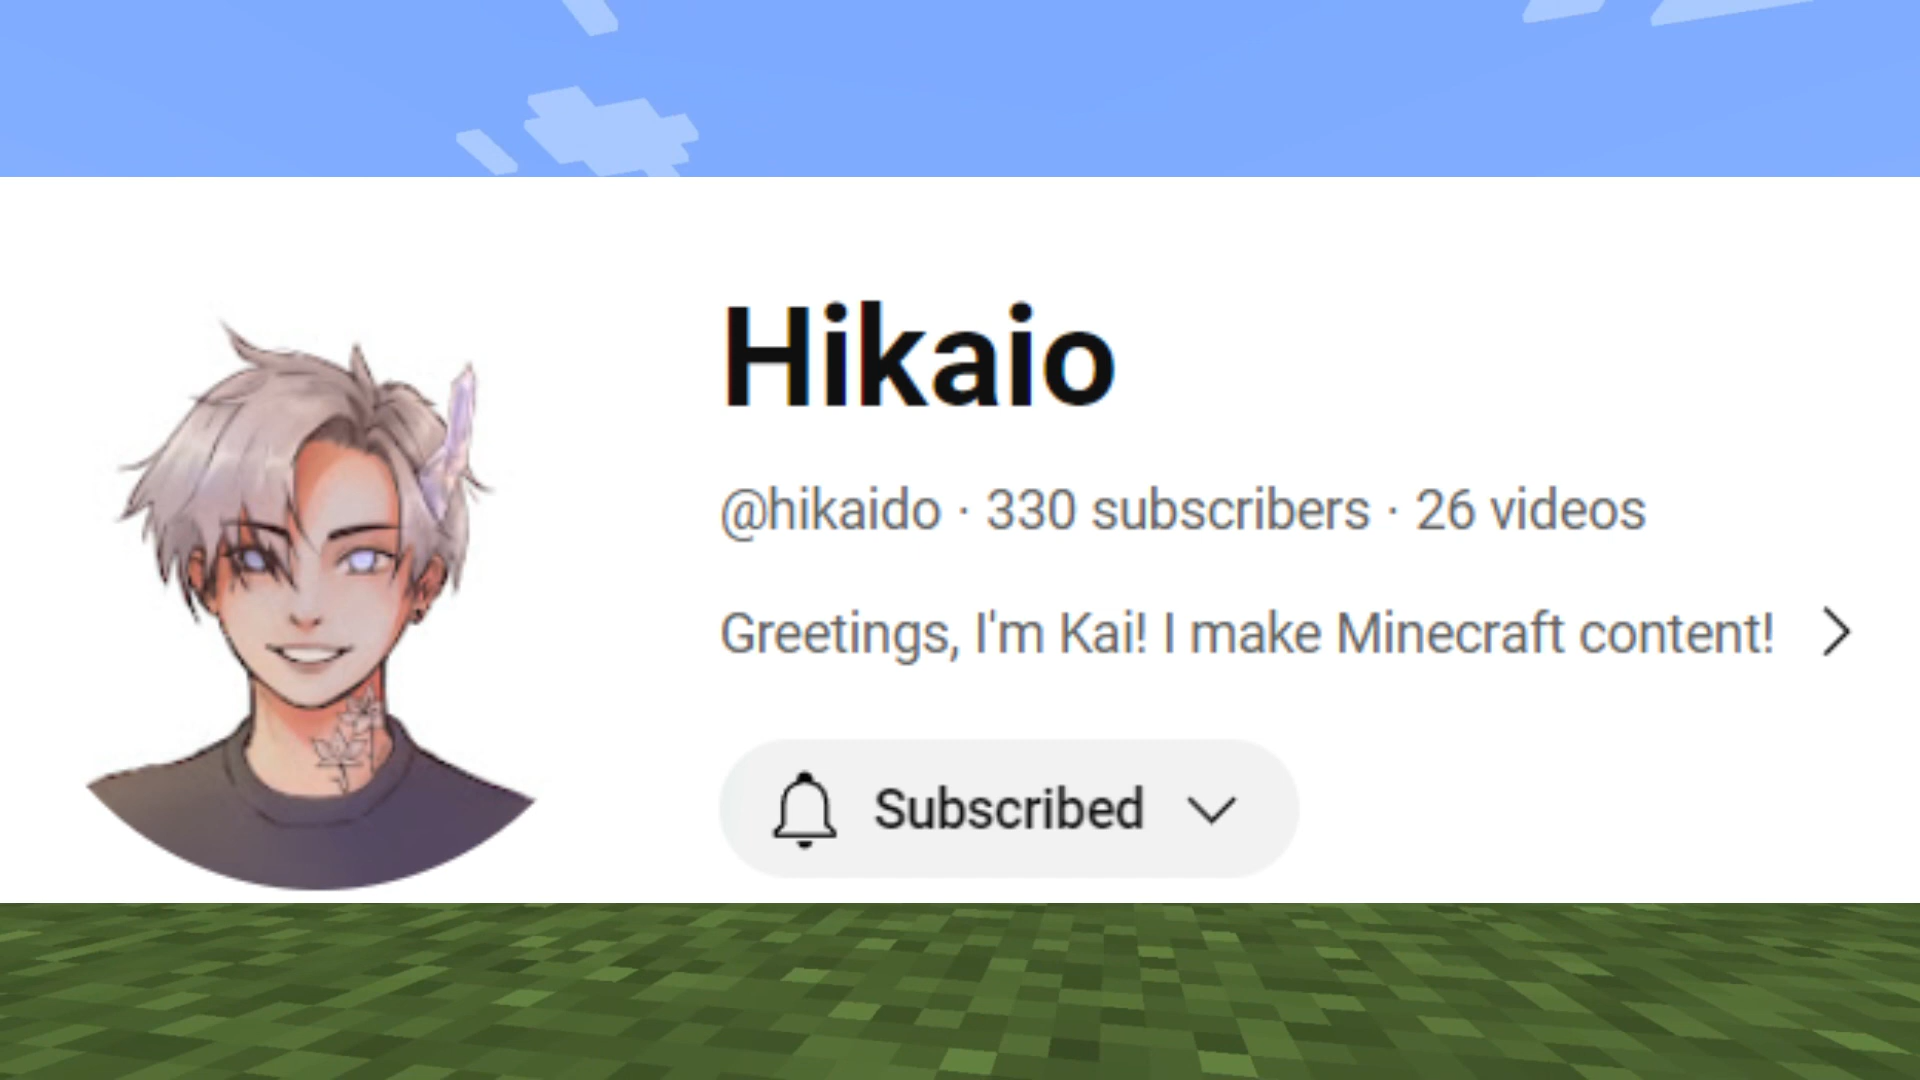 Hikaio
@hikaido · 330 subscribers · 26 videos
Greetings, I'm Kai! I make Minecraft content!
Subscribed